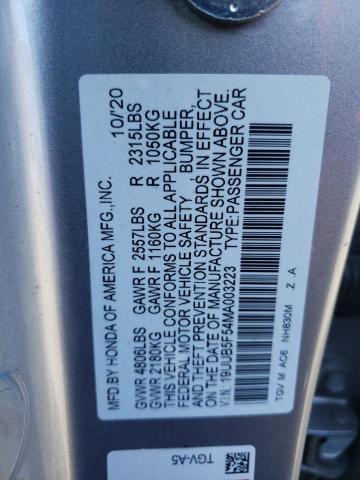 MFD.BY HONDA OF AMERICA MFG.,INC. 10/'20
GVWR 4806LBS GAWR F 2557LBS R 2315LBS
GVWR 2180KG GAWR F 1160KG R 1050KG
THIS VEHICLE CONFORMS TO ALL APPLICABLE
FEDERAL MOTOR VEHICLE SAFETY, BUMPER,
AND THEFT PREVENTION STANDARDS IN EFFECT
ON THE DATE OF MANUFACTURE SHOWN ABOVE.
V.I.N: 19UUB5F54MA003223 TYPE:PASSENGER CAR
TGV M AC6 NH830M Z A
TGV-A5